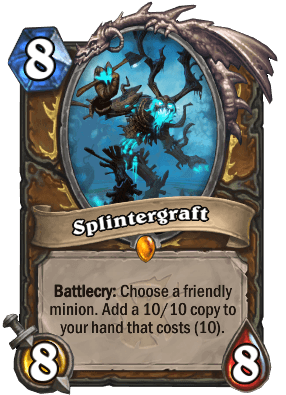 8
Splintergraft
Battlecry: Choose a friendly
minion. Add a 10/10 copy to
your hand that costs (10).
8
8